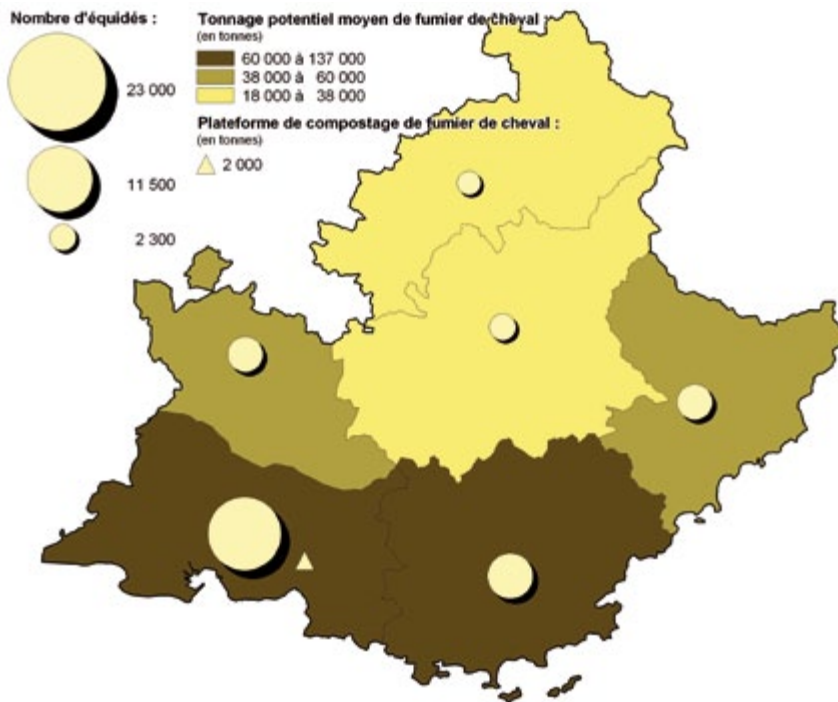 Nombre d'équidés :
23 000
11 500
2 300
Tonnage potentiel moyen de fumier de cheval :
(en tonnes)
60 000 à 137 000
38 000 à 60 000
18 000 à 38 000
Plateforme de compostage de fumier de cheval :
(en tonnes)
2 000